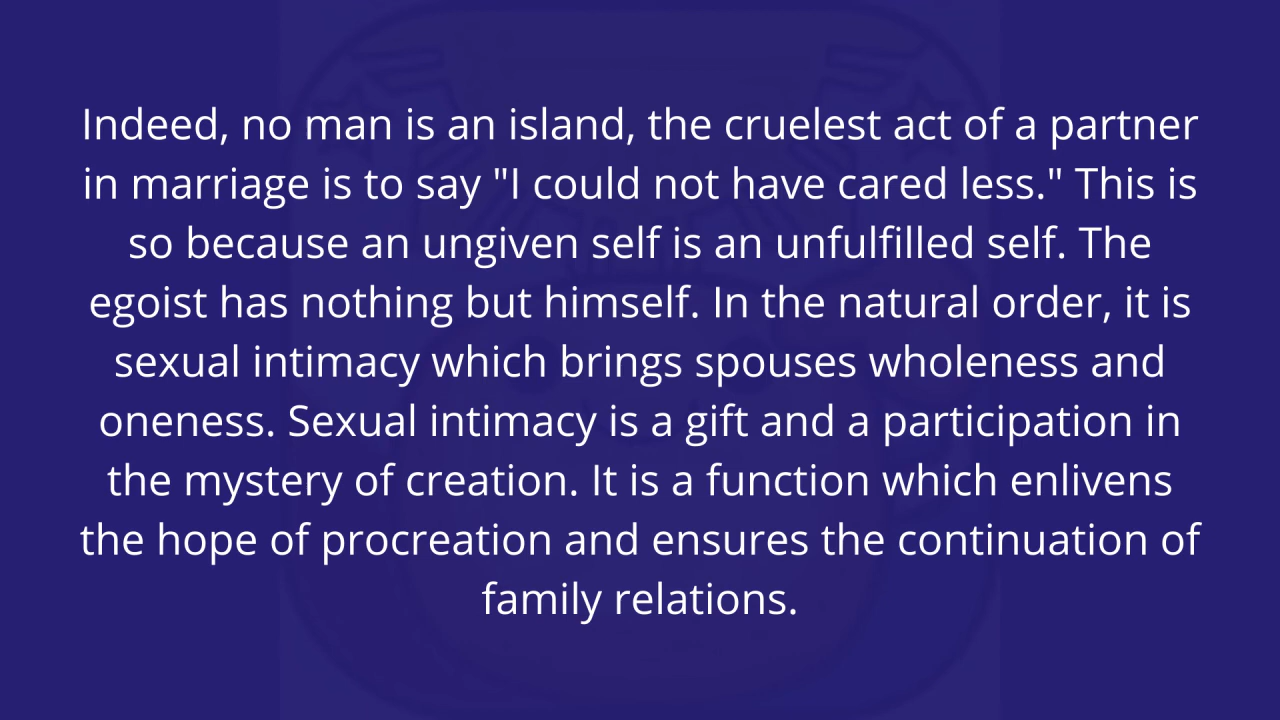 Indeed, no man is an island, the cruelest act of a partner
in marriage is to say "I could not have cared less." This is
so because an ungiven self is an unfulfilled self. The
egoist has nothing but himself. In the natural order, it is
sexual intimacy which brings spouses wholeness and
oneness. Sexual intimacy is a gift and a participation in
the mystery of creation. It is a function which enlivens
the hope of procreation and ensures the continuation of
family relations.